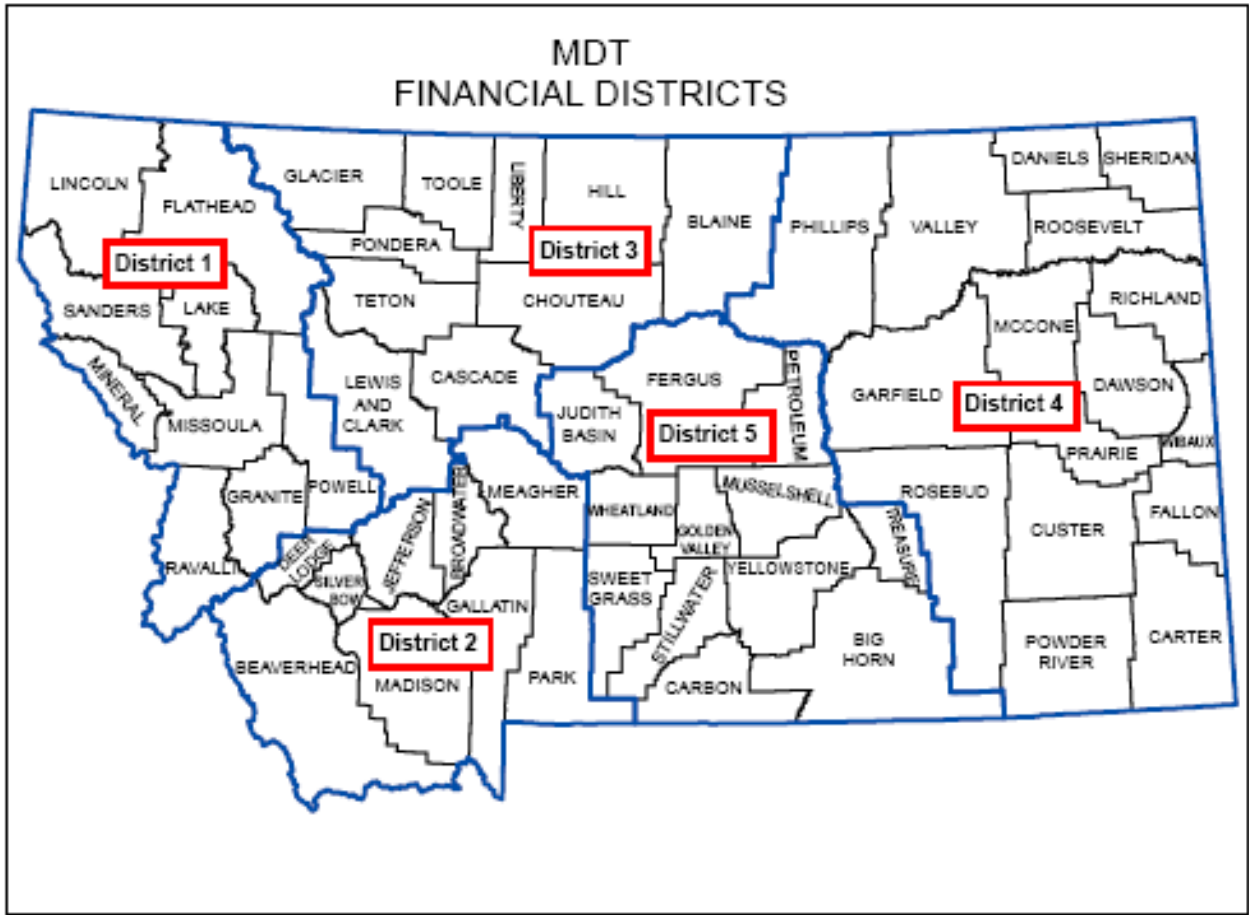 MDT
FINANCIAL DISTRICTS
LINCOLN
FLATHEAD
GLACIER
TOOLE
LIBERTY
HILL
BLAINE
PHILLIPS
VALLEY
DANIELS
SHERIDAN
ROOSEVELT
PONDERA
District 1
District 3
SANDERS
LAKE
TETON
CHOUTEAU
RICHLAND
MCCONE
MINERAL
MISSOULA
LEWIS
AND
CLARK
CASCADE
JUDITH
BASIN
FERGUS
PETROLEUM
District 5
GARFIELD
District 4
DAWSON
PRAIRIE
WIBAUX
GRANITE
POWELL
RAVALLI
DEER
LODGE
SILVER
BOW
JEFFERSON
BROADWATER
MEAGHER
WHEATLAND
GOLDEN
VALLEY
MUSSELSHELL
ROSEBUD
TREASURE
CUSTER
FALLON
GALLATIN
SWEET
GRASS
STILLWATER
YELLOWSTONE
District 2
BEAVERHEAD
MADISON
PARK
CARBON
BIG
HORN
POWDER
RIVER
CARTER